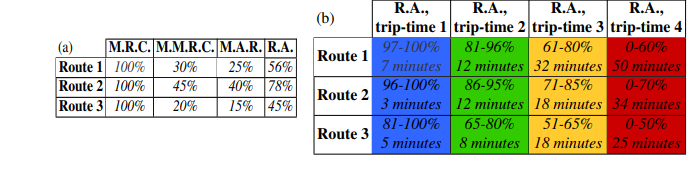 (a)
M.R.C. M.M.R.C. M.A.R. R.A.
Route 1 100% 30% 25% 56%
Route 2 100% 45% 40% 78%
Route 3 100% 20% 15% 45%
(b)
R.A., R.A., R.A., R.A.,
trip-time 1 trip-time 2 trip-time 3 trip-time 4
Route 1
97-100% 81-96% 61-80% 0-60%
7 minutes 12 minutes 32 minutes 50 minutes
Route 2
96-100% 86-95% 71-85% 0-70%
3 minutes 12 minutes 18 minutes 34 minutes
Route 3
81-100% 65-80% 51-65% 0-50%
5 minutes 8 minutes 18 minutes 25 minutes